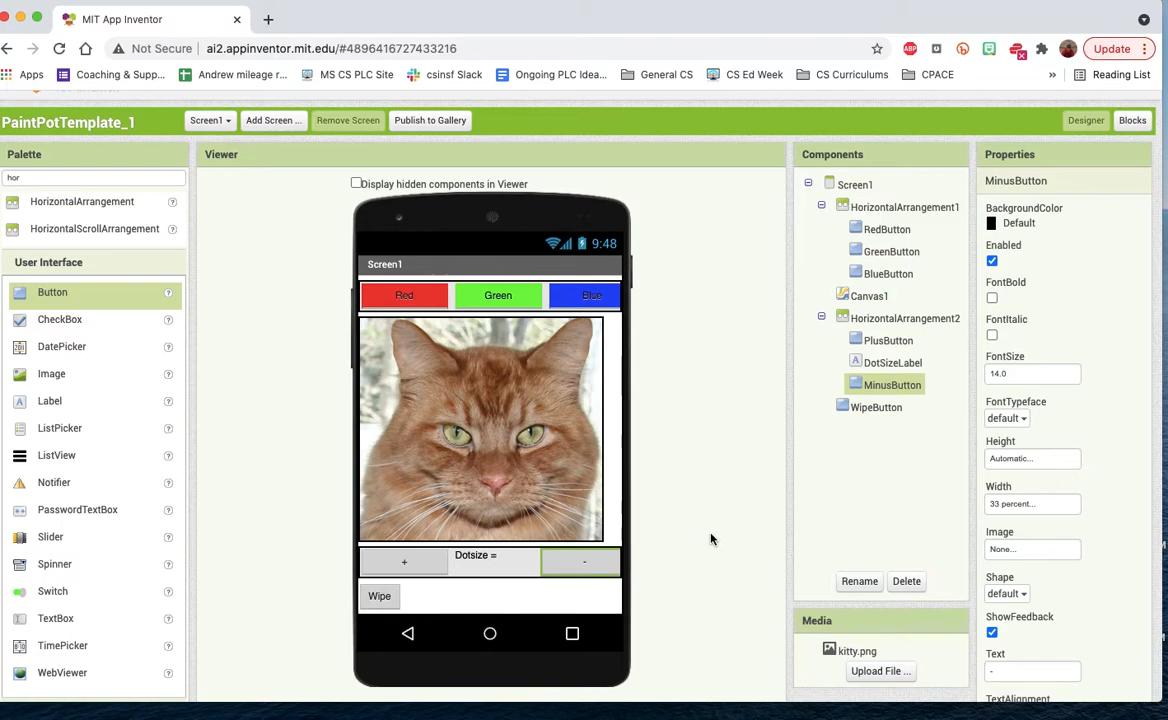 MIT App Inventor
Not Secure | ai2.appinventor.mit.edu/#4896416727433216
ABP
Update
Apps
Coaching & Supp...
Andrew mileage r...
MS CS PLC Site
csinsf Slack
Ongoing PLC Idea...
General CS
CS Ed Week
CS Curriculums
CPACE
Reading List
PaintPotTemplate_1
Screen1
Add Screen ...
Remove Screen
Publish to Gallery
Designer
Blocks
Palette
hor
HorizontalArrangement
HorizontalScrollArrangement
User Interface
Button
CheckBox
DatePicker
Image
Label
ListPicker
ListView
Notifier
PasswordTextBox
Slider
Spinner
Switch
TextBox
TimePicker
WebViewer
Viewer
Display hidden components in Viewer
9:48
Screen1
Red
Green
Blue
+
Dotsize =
-
Wipe
Components
Screen1
HorizontalArrangement1
RedButton
GreenButton
BlueButton
Canvas1
HorizontalArrangement2
PlusButton
DotSizeLabel
MinusButton
WipeButton
Rename
Delete
Media
kitty.png
Upload File ...
Properties
MinusButton
BackgroundColor
Default
Enabled
FontBold
FontItalic
FontSize
14.0
FontTypeface
default
Height
Automatic...
Width
33 percent...
Image
None...
Shape
default
ShowFeedback
Text
-
TextAlignment